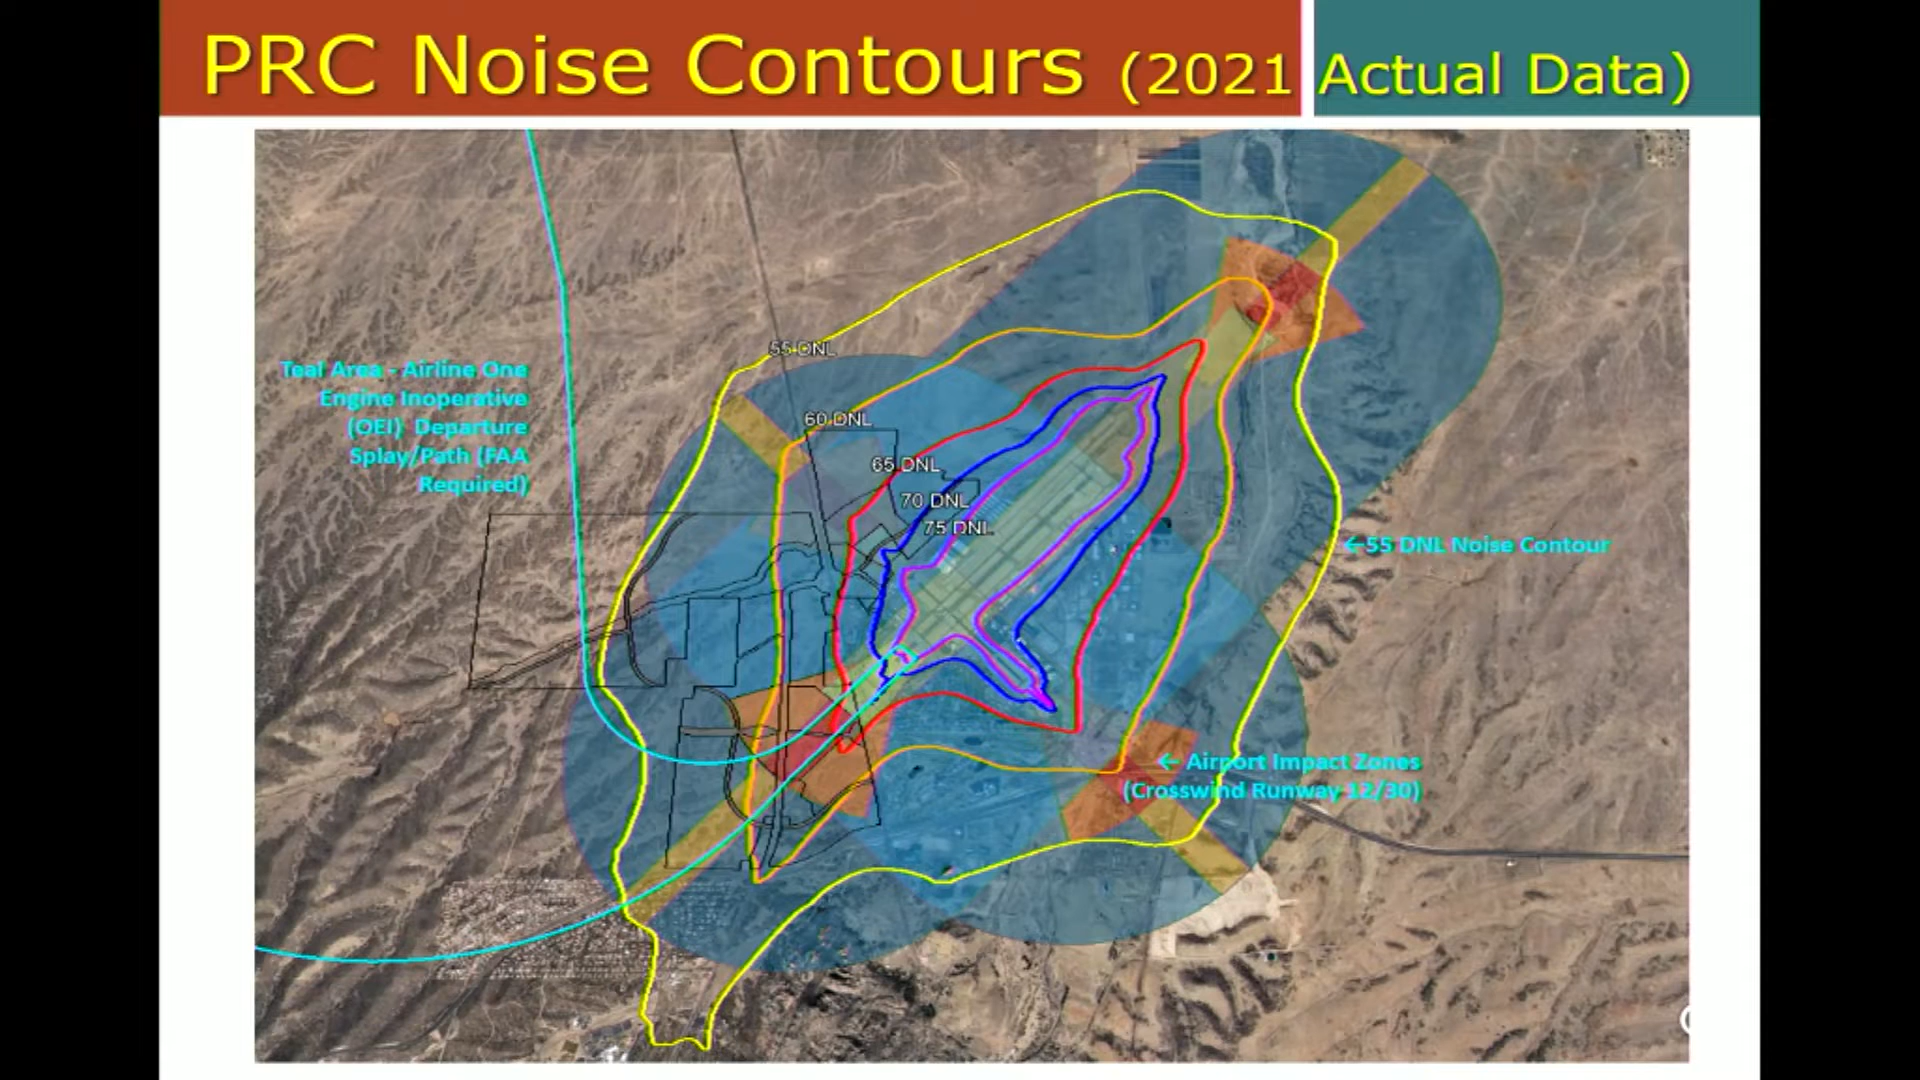 PRC Noise Contours (2021 Actual Data)
55 DNL
Teal Area - Airline One
Engine Inoperative
(OEI) Departure
Splay/Path (FAA
Required)
60 DNL
65 DNL
70 DNL
75 DNL
←55 DNL Noise Contour
← Airport Impact Zones
(Crosswind Runway 12/30)